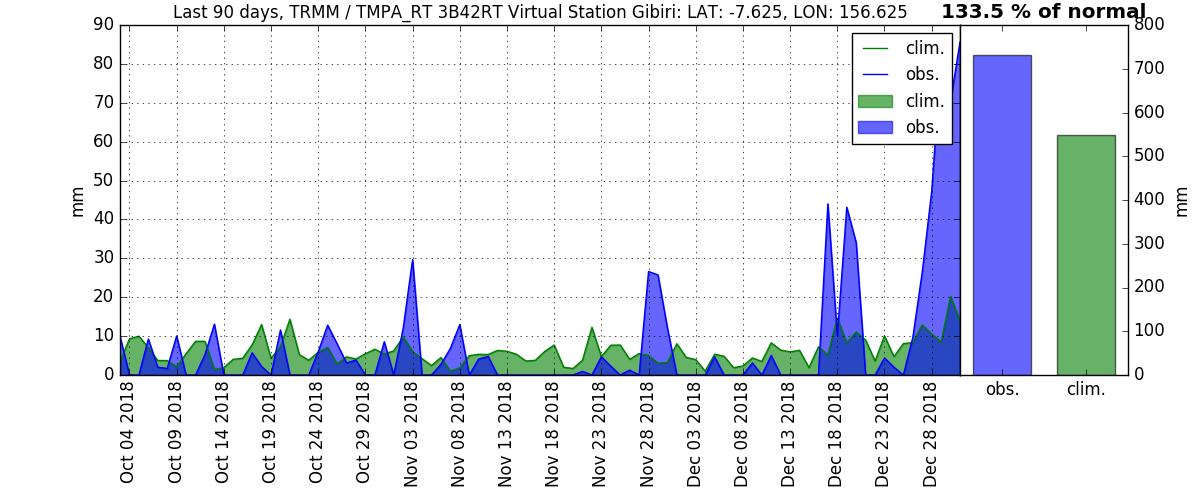 Last 90 days, TRMM / TMPA_RT 3B42RT Virtual Station Gibiri: LAT: -7.625, LON: 156.625
133.5 % of normal
90
80
70
60
50
40
30
20
10
0
mm
clim.
obs.
clim.
obs.
800
700
600
500
400
300
200
100
0
mm
Oct 04 2018
Oct 09 2018
Oct 14 2018
Oct 19 2018
Oct 24 2018
Oct 29 2018
Nov 03 2018
Nov 08 2018
Nov 13 2018
Nov 18 2018
Nov 23 2018
Nov 28 2018
Dec 03 2018
Dec 08 2018
Dec 13 2018
Dec 18 2018
Dec 23 2018
Dec 28 2018
obs.
clim.